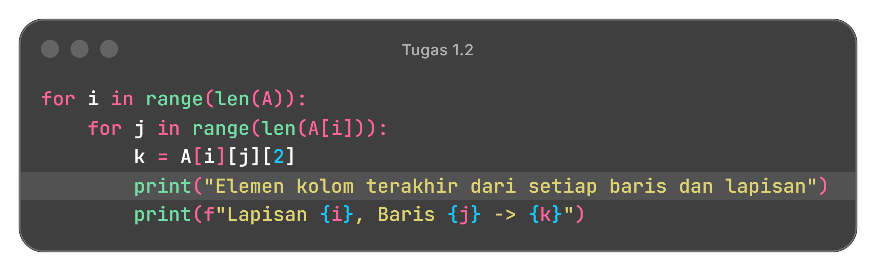 Tugas 1.2
for i in range(len(A)):
    for j in range(len(A[i])):
        k = A[i][j][2]
        print("Elemen kolom terakhir dari setiap baris dan lapisan")
        print(f"Lapisan {i}, Baris {j} -> {k}")